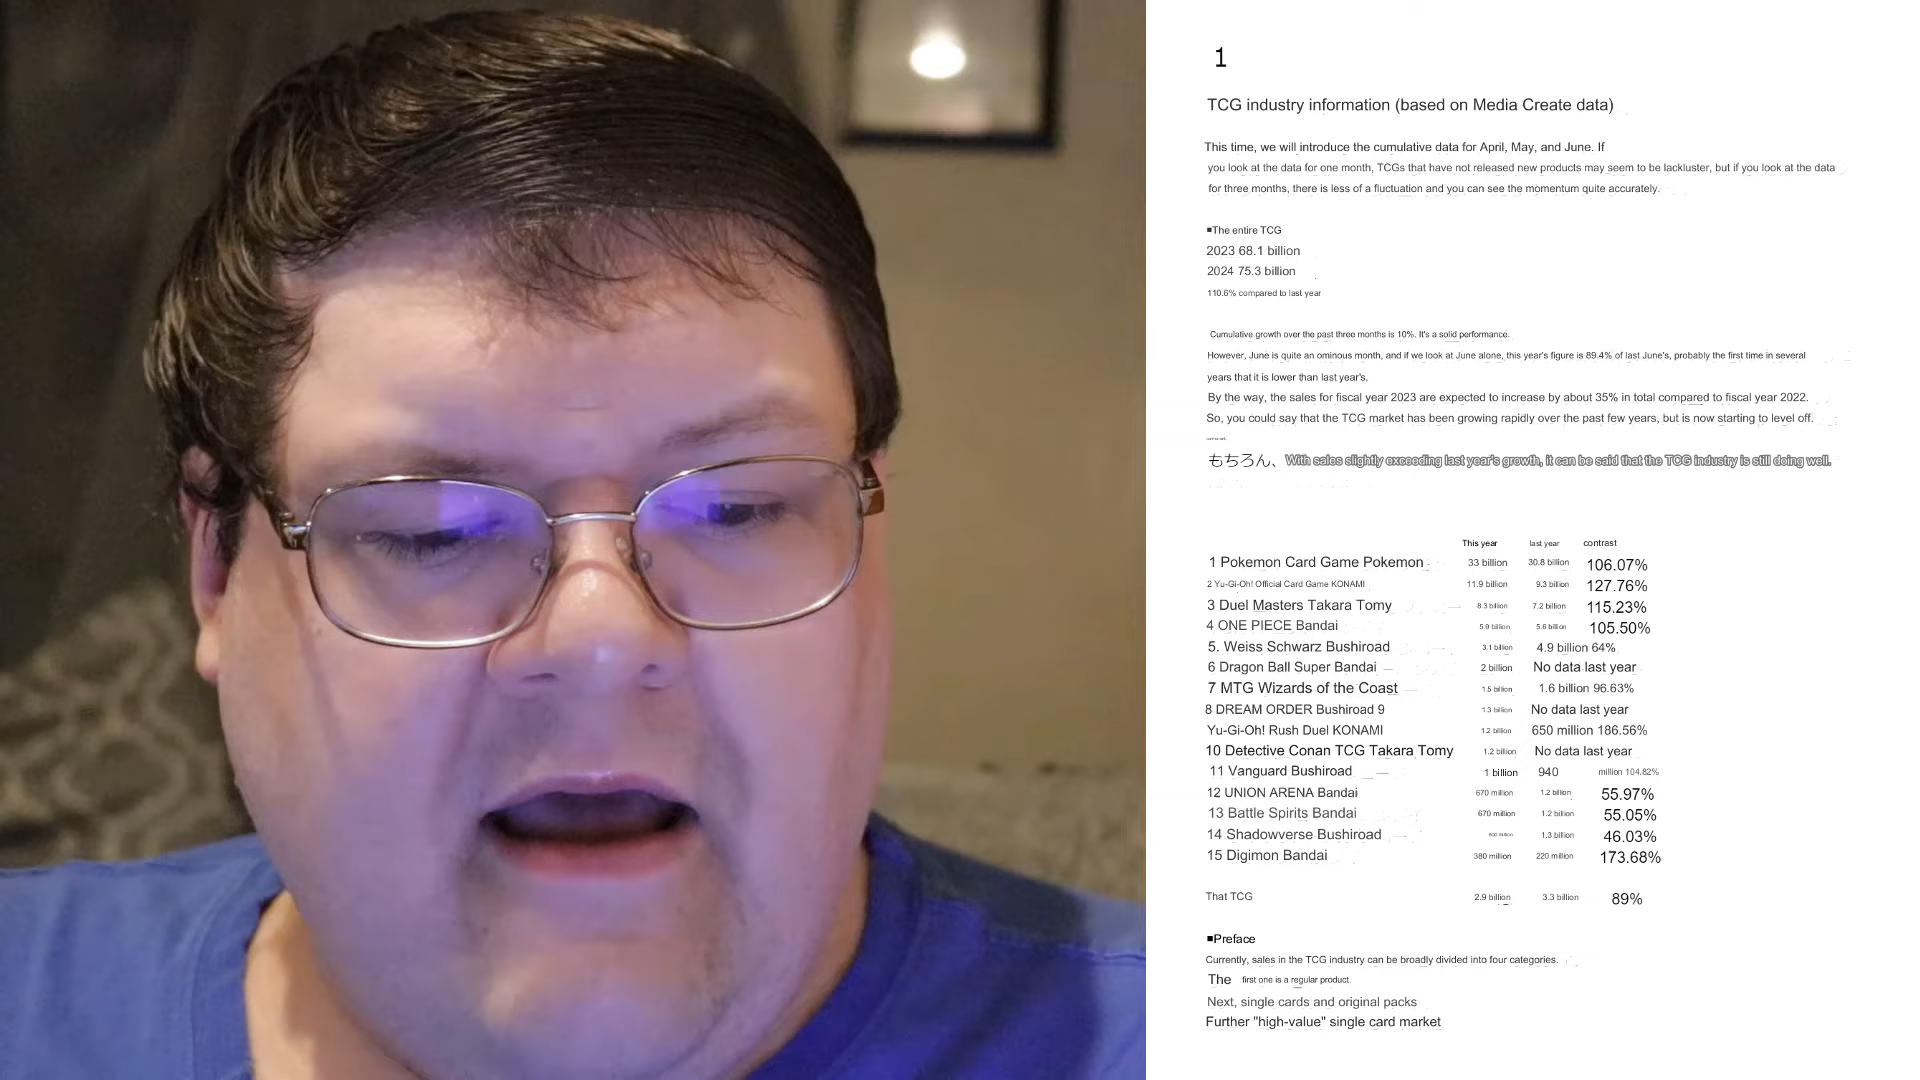 1
TCG industry information (based on Media Create data)
This time, we will introduce the cumulative data for April, May, and June. If
you look at the data for one month, TCGs that have not released new products may seem to be lackluster, but if you look at the data
for three months, there is less of a fluctuation and you can see the momentum quite accurately.
■The entire TCG
2023 68.1 billion
2024 75.3 billion
110.6% compared to last year
Cumulative growth over the past three months is 10%. It's a solid performance.
However, June is quite an ominous month, and if we look at June alone, this year's figure is 89.4% of last June's, probably the first time in several
years that it is lower than last year's.
By the way, the sales for fiscal year 2023 are expected to increase by about 35% in total compared to fiscal year 2022.
So, you could say that the TCG market has been growing rapidly over the past few years, but is now starting to level off.
もちろん、With sales slightly exceeding last year's growth, it can be said that the TCG industry is still doing well.
This year last year contrast
1 Pokemon Card Game Pokemon 33 billion 30.8 billion 106.07%
2 Yu-Gi-Oh! Official Card Game KONAMI 11.9 billion 9.3 billion 127.76%
3 Duel Masters Takara Tomy 8.3 billion 7.2 billion 115.23%
4 ONE PIECE Bandai 5.9 billion 5.6 billion 105.50%
5. Weiss Schwarz Bushiroad 3.1 billion 4.9 billion 64%
6 Dragon Ball Super Bandai 2 billion No data last year
7 MTG Wizards of the Coast 1.5 billion 1.6 billion 96.63%
8 DREAM ORDER Bushiroad 9 1.3 billion No data last year
Yu-Gi-Oh! Rush Duel KONAMI 1.2 billion 650 million 186.56%
10 Detective Conan TCG Takara Tomy 1.2 billion No data last year
11 Vanguard Bushiroad 1 billion 940 million 104.82%
12 UNION ARENA Bandai 670 million 1.2 billion 55.97%
13 Battle Spirits Bandai 670 million 1.2 billion 55.05%
14 Shadowverse Bushiroad 1.3 billion 46.03%
15 Digimon Bandai 380 million 220 million 173.68%
That TCG 2.9 billion 3.3 billion 89%
■Preface
Currently, sales in the TCG industry can be broadly divided into four categories.
The first one is a regular product.
Next, single cards and original packs
Further "high-value" single card market